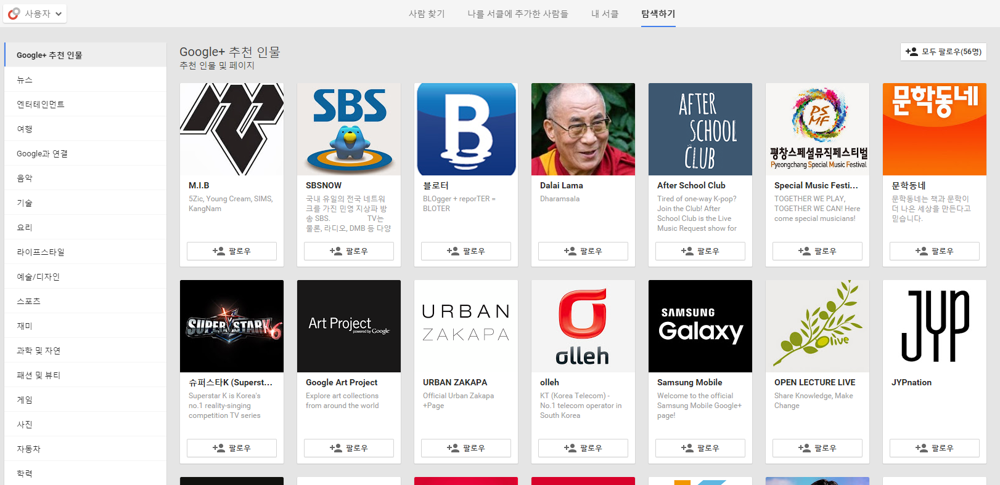 사용자
사람 찾기
나를 서클에 추가한 사람들
내 서클
탐색하기
Google+ 추천 인물
뉴스
엔터테인먼트
여행
Google과 연결
음악
기술
요리
라이프스타일
예술/디자인
스포츠
재미
과학 및 자연
패션 및 뷰티
게임
사진
자동차
학력
Google+ 추천 인물
추천 인물 및 페이지
모두 팔로우(56명)
M.I.B
5Zic, Young Cream, SIMS,
KangNam
팔로우
SBS
SBSNOW
국내 유일의 전국 네트워
크를 가진 민영 지상파 방
송 SBS. TV는
물론, 라디오, DMB 등 다양
팔로우
B
블로터
BLOgger + reporTER =
BLOTER
팔로우
Dalai Lama
Dharamsala
팔로우
AFTER
SCHOOL
CLUB
After School Club
Tired of one-way K-pop?
Join the Club! After
School Club is the Live
Music Request show for
팔로우
PS
MF
평창스페셜뮤직페스티벌
Pyeongchang Special Music Festival
Special Music Festi...
TOGETHER WE PLAY,
TOGETHER WE CAN! Here
come special musicians!
팔로우
문학동네
문학동네
문학동네는 책과 문학이
더 나은 세상을 만든다고
믿습니다.
팔로우
SUPERSTARK6
슈퍼스타K (Superst...
Superstar K is Korea's
no.1 reality-singing
competition TV series
팔로우
Art Project
powered by Google
Google Art Project
Explore art collections
from around the world
팔로우
URBAN
ZAKAPA
URBAN ZAKAPA
Official Urban Zakapa
+Page
팔로우
olleh
olleh
KT (Korea Telecom) -
No.1 telecom operator in
South Korea
팔로우
SAMSUNG
Galaxy
Samsung Mobile
Welcome to the official
Samsung Mobile Google+
page!
팔로우
Olive
OPEN LECTURE LIVE
Share Knowledge, Make
Change
팔로우
JYP
JYPnation
팔로우